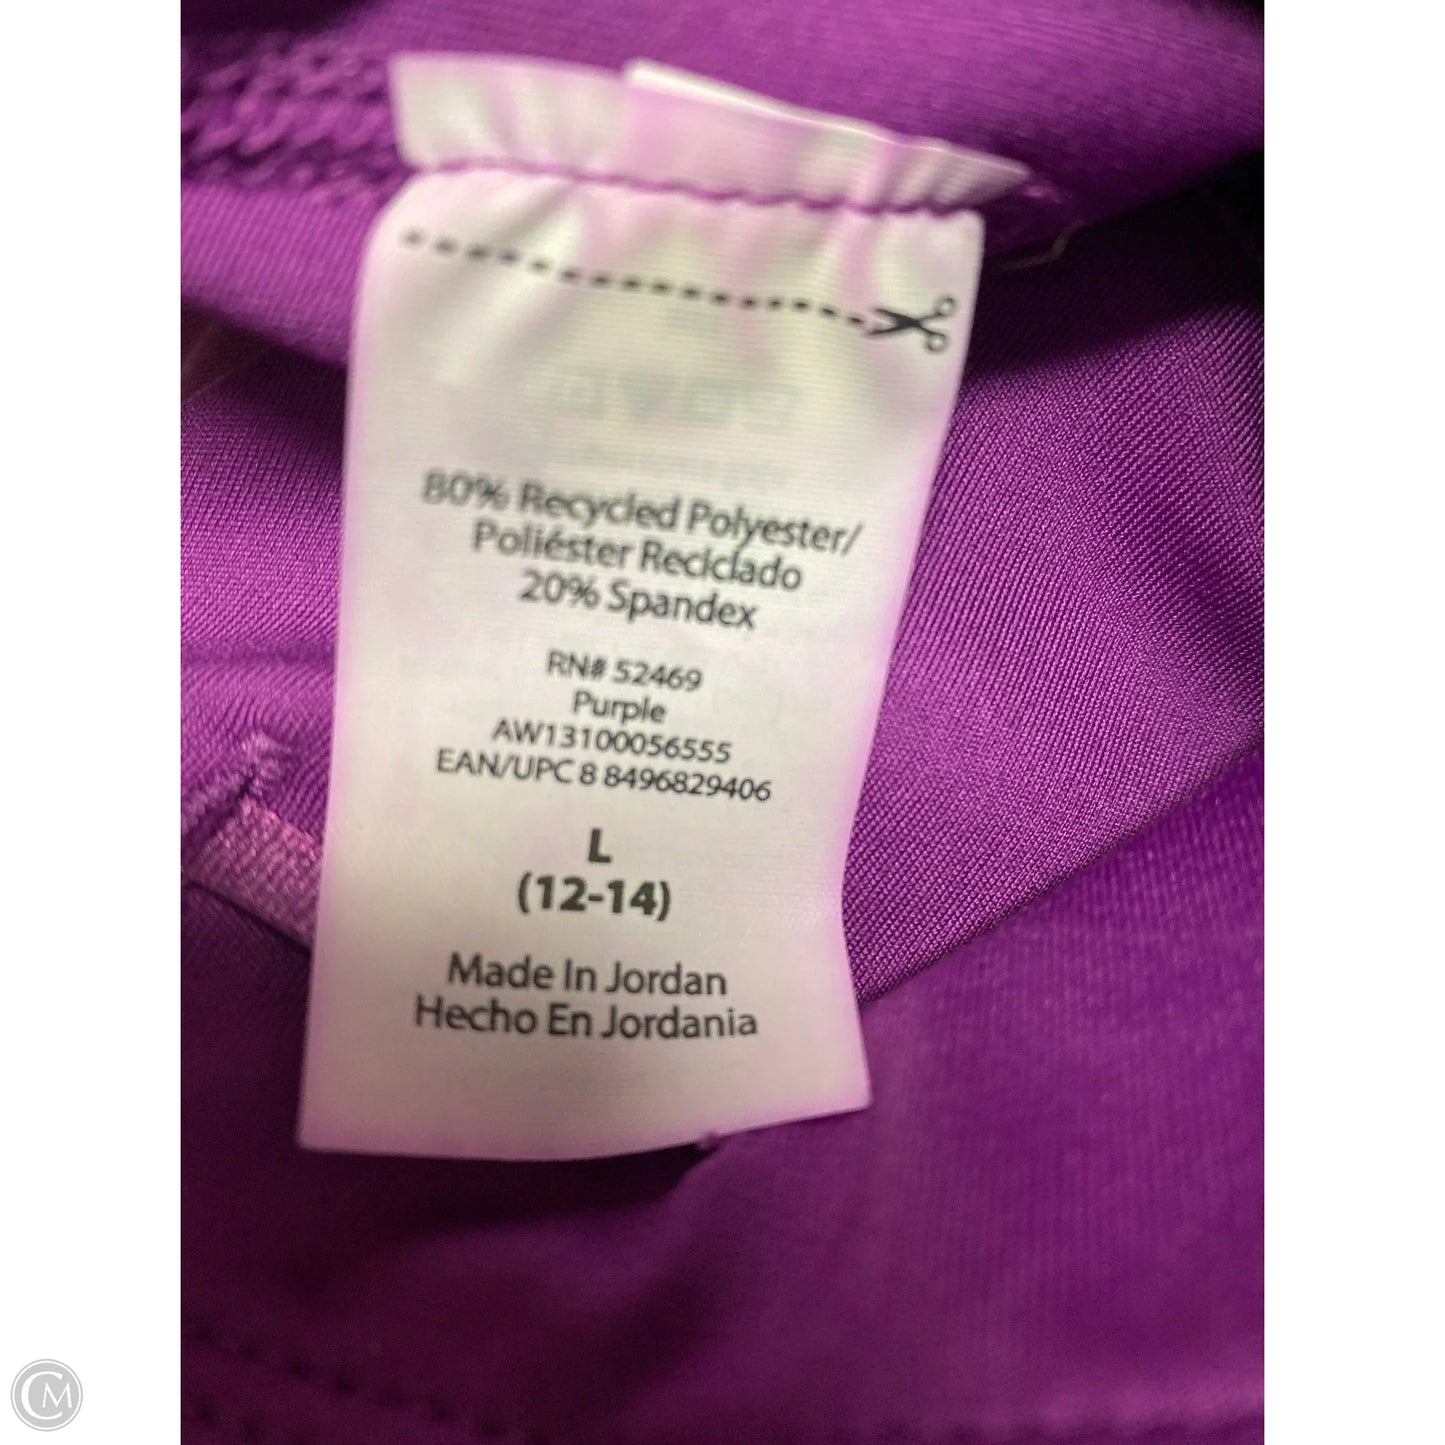 80% Recycled Polyester/
Poliéster Reciclado
20% Spandex
RN# 52469
Purple
AW13100056555
EAN/UPC 8 8496829406
L
(12-14)
Made In Jordan
Hecho En Jordania
CM